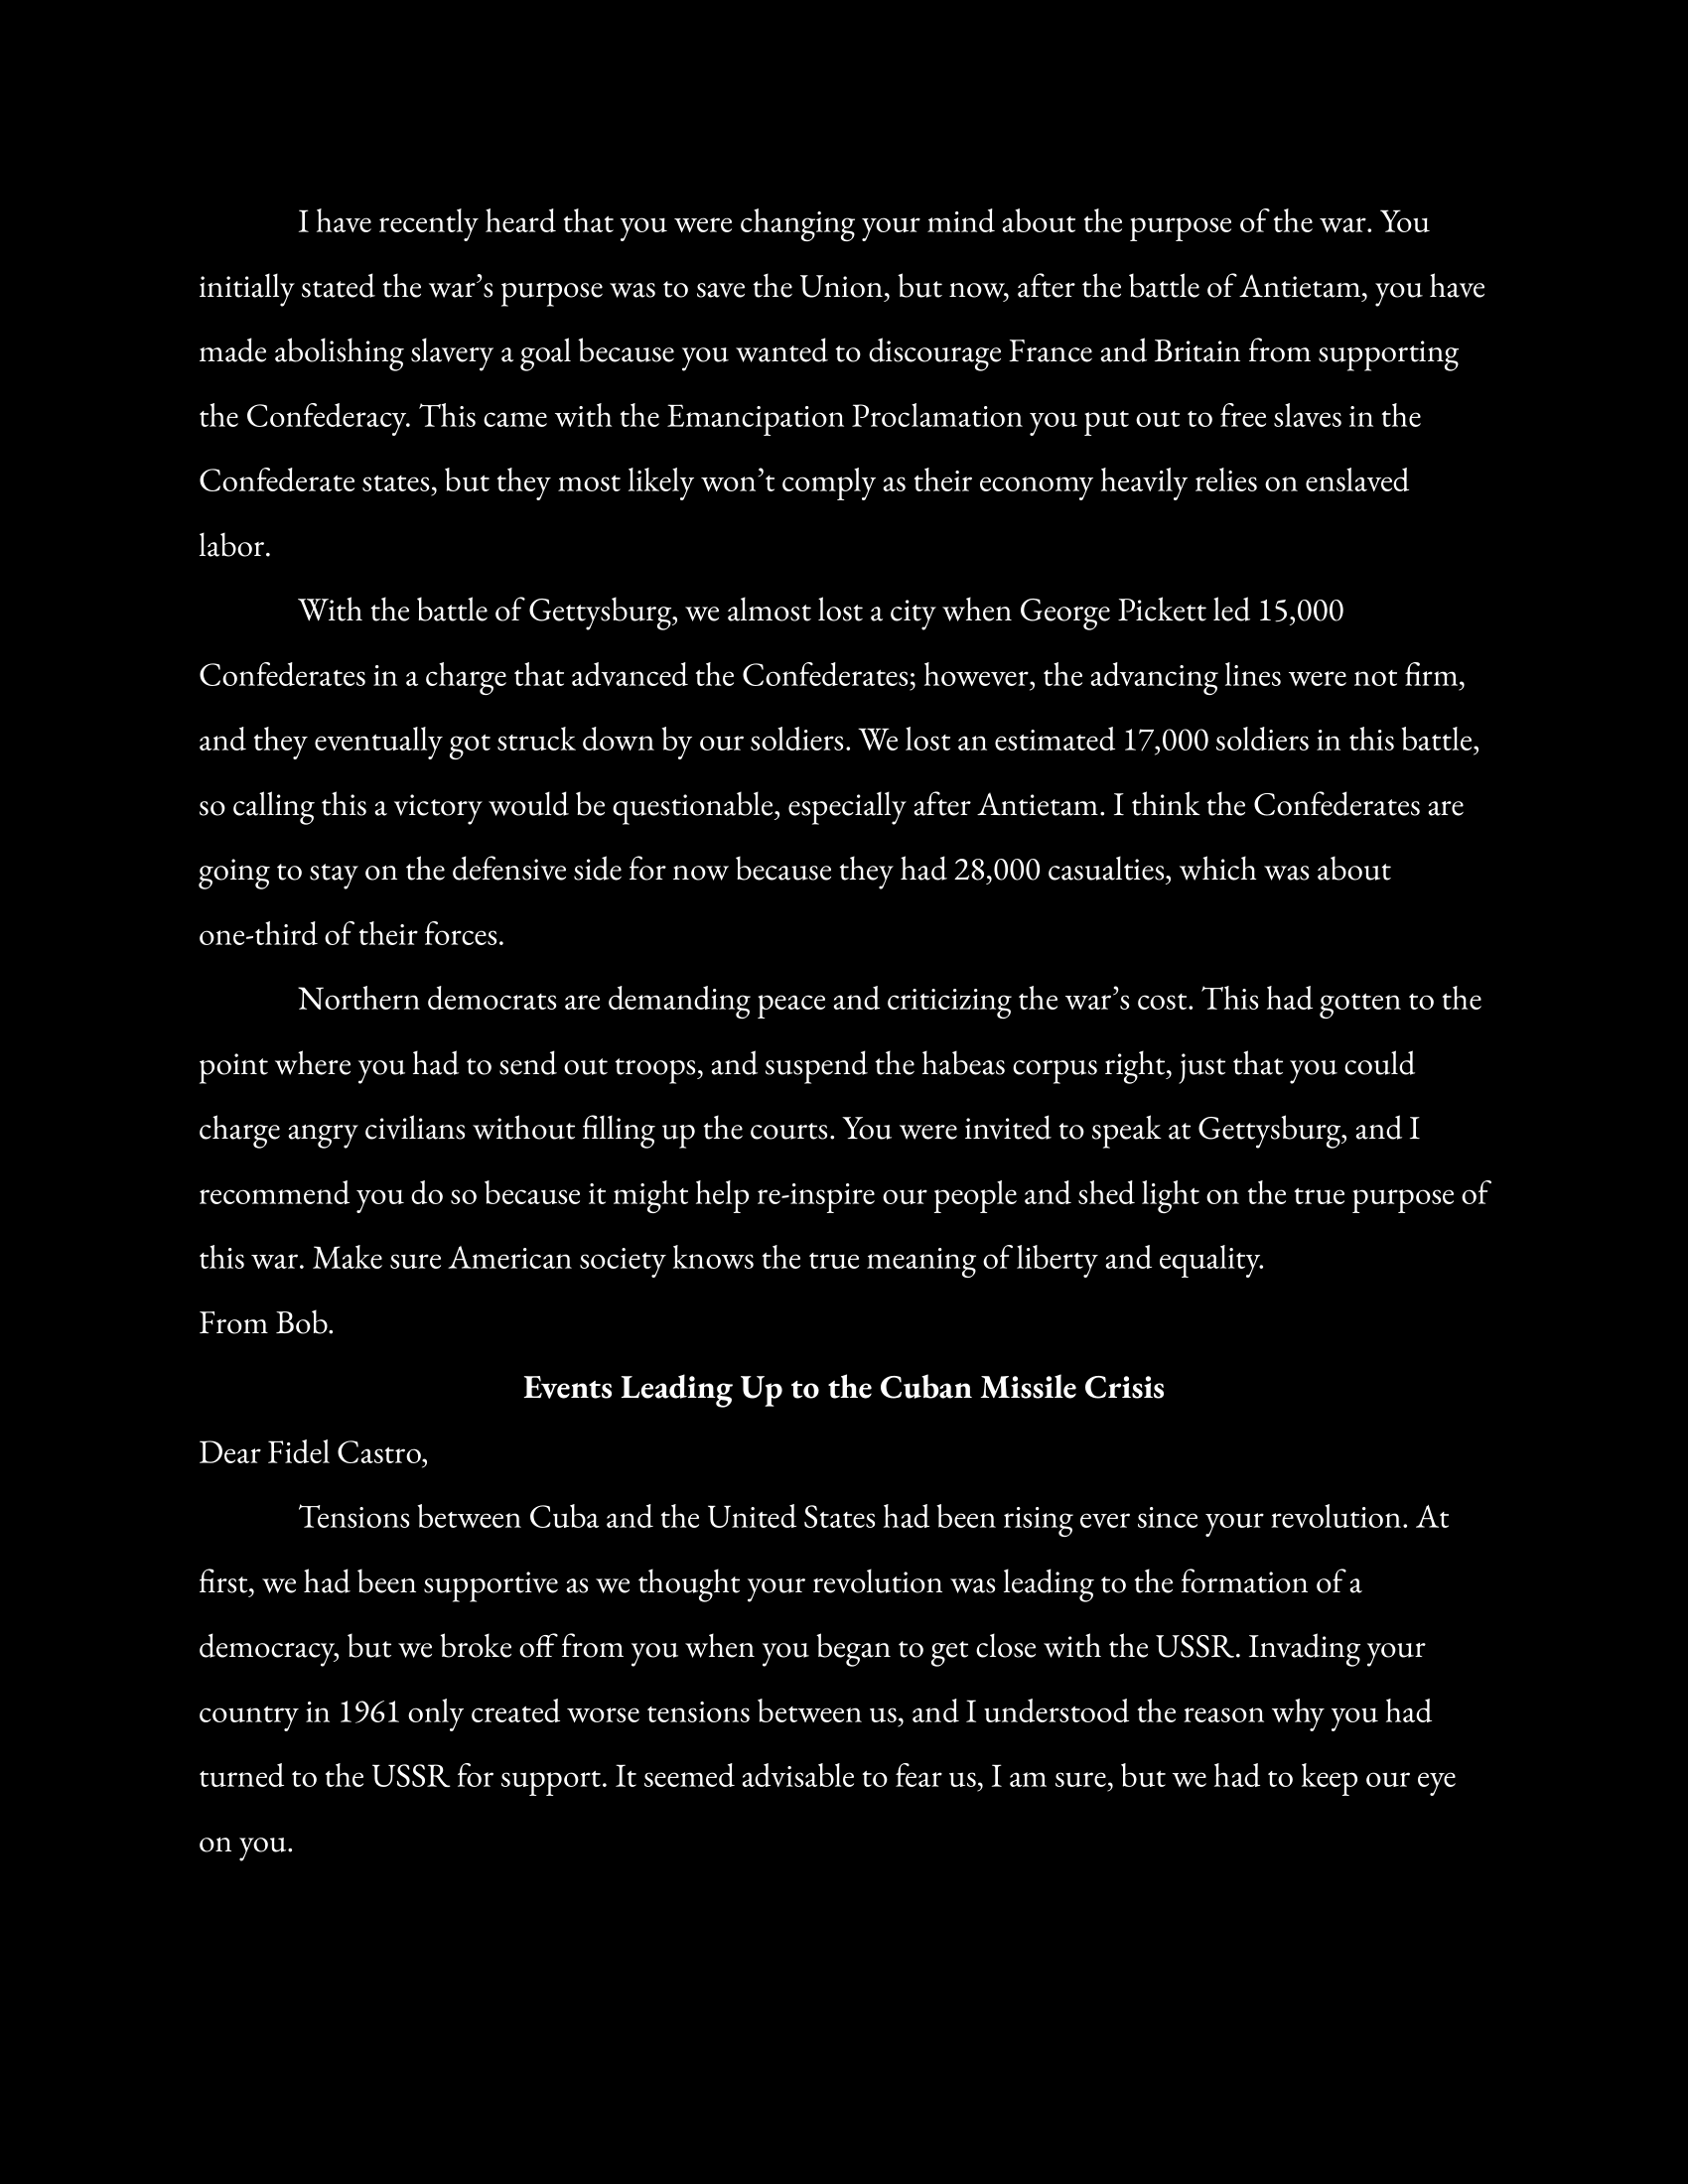 I have recently heard that you were changing your mind about the purpose of the war. You
initially stated the war’s purpose was to save the Union, but now, after the battle of Antietam, you have
made abolishing slavery a goal because you wanted to discourage France and Britain from supporting
the Confederacy. This came with the Emancipation Proclamation you put out to free slaves in the
Confederate states, but they most likely won’t comply as their economy heavily relies on enslaved
labor.
With the battle of Gettysburg, we almost lost a city when George Pickett led 15,000
Confederates in a charge that advanced the Confederates; however, the advancing lines were not firm,
and they eventually got struck down by our soldiers. We lost an estimated 17,000 soldiers in this battle,
so calling this a victory would be questionable, especially after Antietam. I think the Confederates are
going to stay on the defensive side for now because they had 28,000 casualties, which was about
one-third of their forces.
Northern democrats are demanding peace and criticizing the war’s cost. This had gotten to the
point where you had to send out troops, and suspend the habeas corpus right, just that you could
charge angry civilians without filling up the courts. You were invited to speak at Gettysburg, and I
recommend you do so because it might help re-inspire our people and shed light on the true purpose of
this war. Make sure American society knows the true meaning of liberty and equality.
From Bob.
Events Leading Up to the Cuban Missile Crisis
Dear Fidel Castro,
Tensions between Cuba and the United States had been rising ever since your revolution. At
first, we had been supportive as we thought your revolution was leading to the formation of a
democracy, but we broke off from you when you began to get close with the USSR. Invading your
country in 1961 only created worse tensions between us, and I understood the reason why you had
turned to the USSR for support. It seemed advisable to fear us, I am sure, but we had to keep our eye
on you.